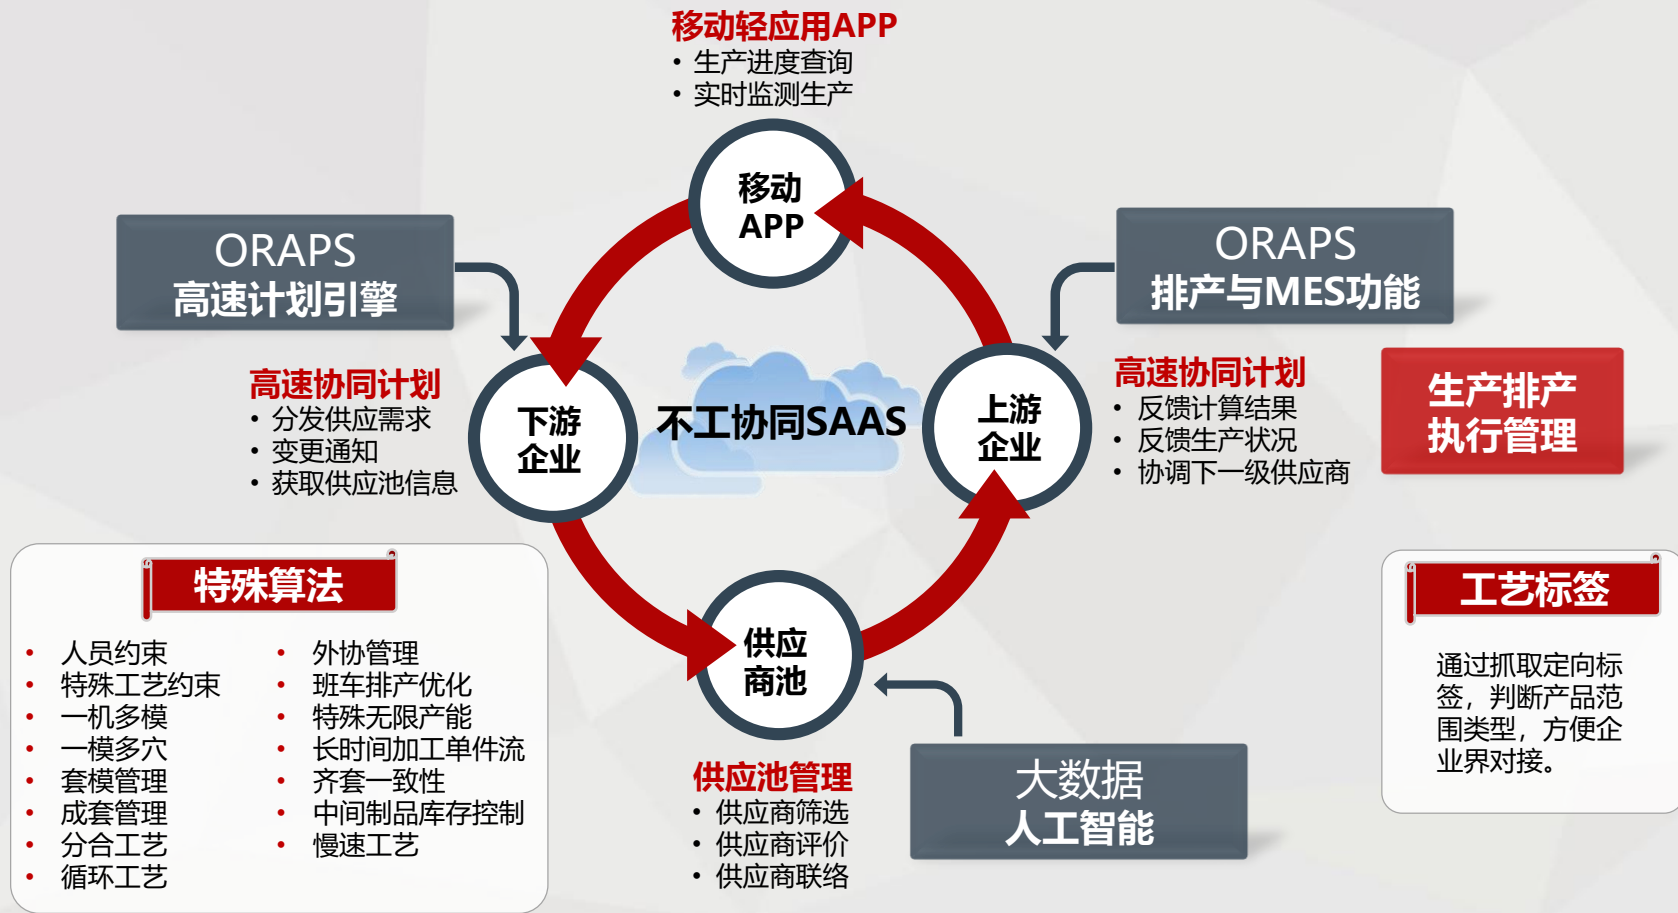 移动轻应用APP
• 生产进度查询
• 实时监测生产
移动
APP
ORAPS
高速计划引擎
ORAPS
排产与MES功能
高速协同计划
• 分发供应需求
• 变更通知
• 获取供应池信息
下游
企业
不工协同SAAS
上游
企业
高速协同计划
• 反馈计算结果
• 反馈生产状况
• 协调下一级供应商
生产排产
执行管理
特殊算法
• 人员约束
• 特殊工艺约束
• 一机多模
• 一模多穴
• 套模管理
• 成套管理
• 分合工艺
• 循环工艺
• 外协管理
• 班车排产优化
• 特殊无限产能
• 长时间加工单件流
• 齐套一致性
• 中间制品库存控制
• 慢速工艺
供应
商池
供应池管理
• 供应商筛选
• 供应商评价
• 供应商联络
大数据
人工智能
工艺标签
通过抓取定向标
签，判断产品范
围类型，方便企
业界对接。